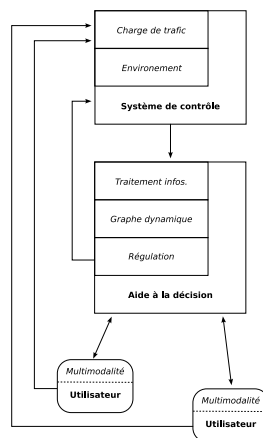 Charge de trafic
Environement
Système de contrôle
Traitement infos.
Graphe dynamique
Régulation
Aide à la décision
Multimodalité
Utilisateur
Multimodalité
Utilisateur